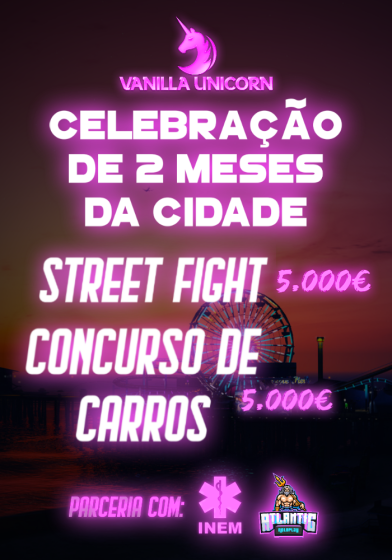 VANILLA UNICORN
CELEBRAÇÃO
DE 2 MESES
DA CIDADE
STREET FIGHT 5.000€
CONCURSO DE
CARROS 5.000€
PARCERIA COM:
INEM
ATLANTIC
ROLEPLAY